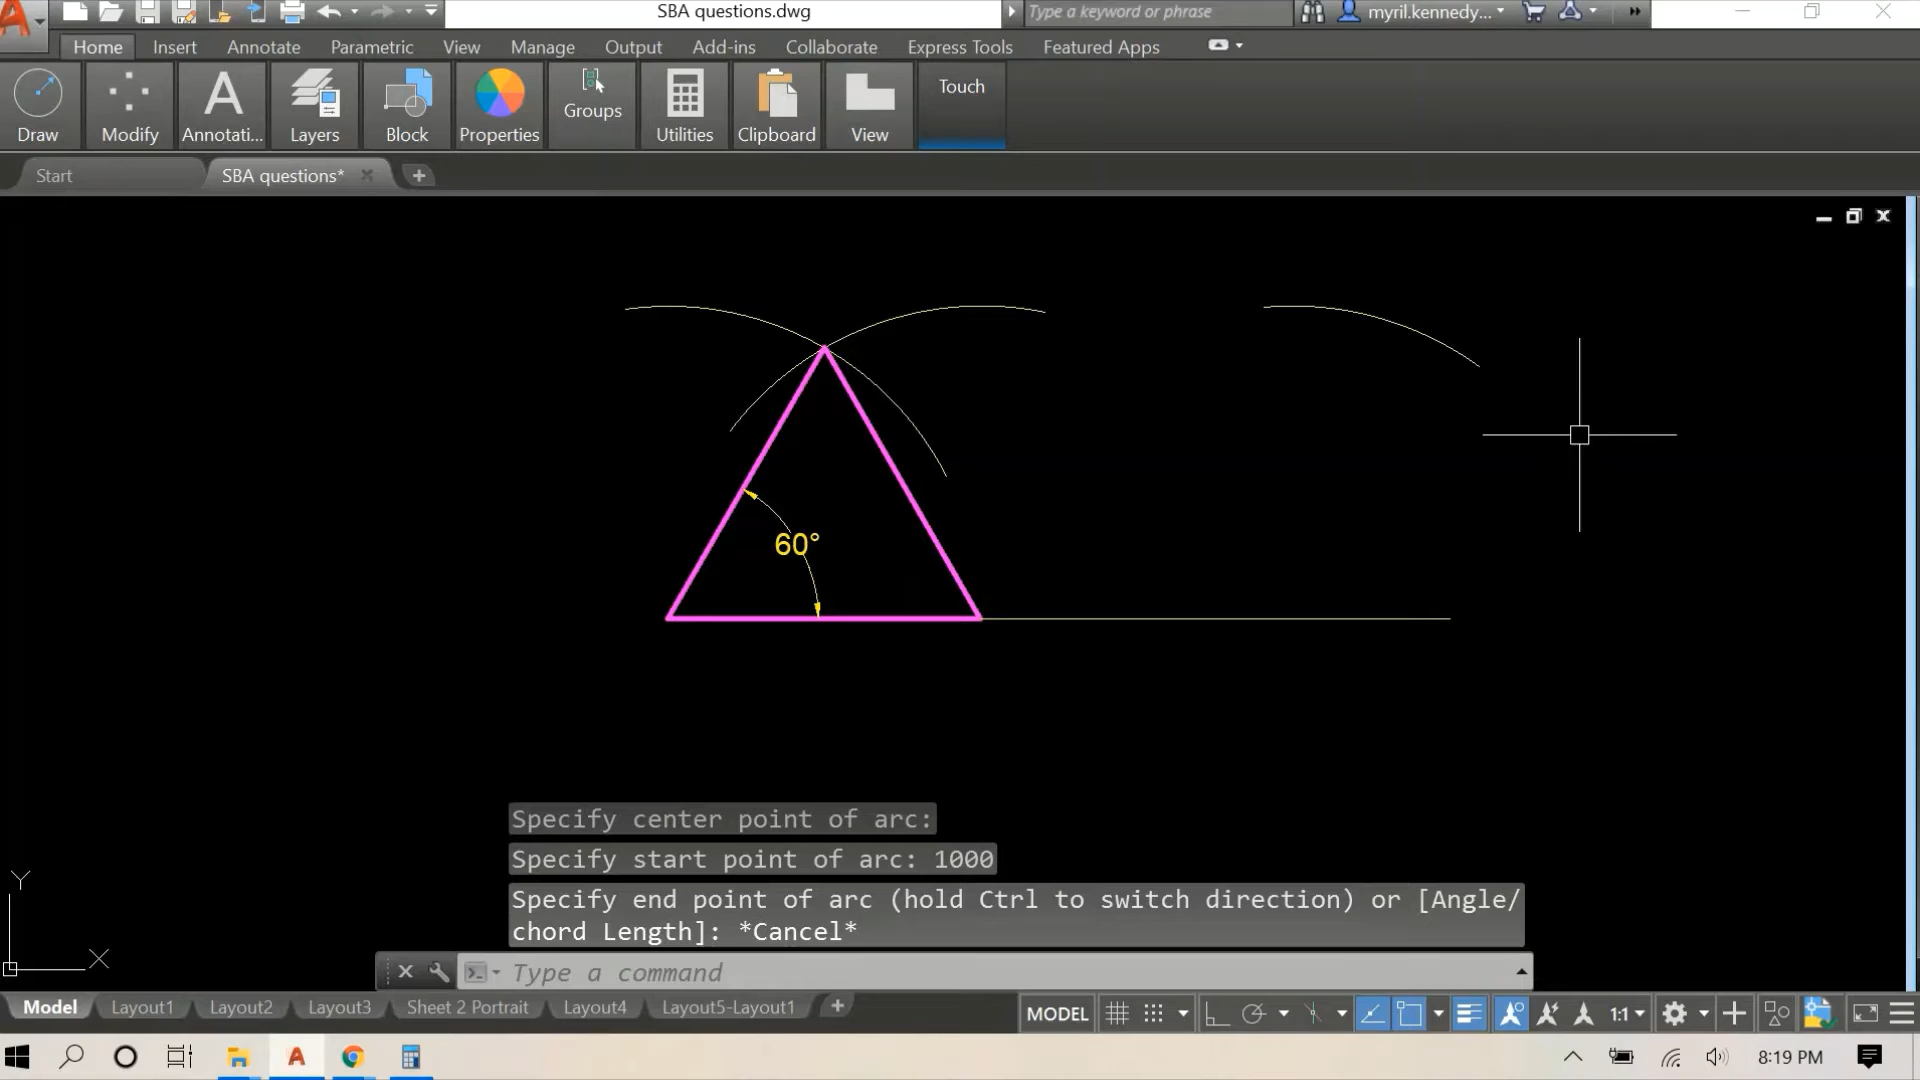 SBA questions.dwg
Type a keyword or phrase
myril.kennedy...
Home Insert Annotate Parametric View Manage Output Add-ins Collaborate Express Tools Featured Apps
Draw Modify Annotati... Layers Block Properties Groups Utilities Clipboard View Touch
Start SBA questions*
60°
Specify center point of arc:
Specify start point of arc: 1000
Specify end point of arc (hold Ctrl to switch direction) or [Angle/
chord Length]: *Cancel*
Y
X
Type a command
Model Layout1 Layout2 Layout3 Sheet 2 Portrait Layout4 Layout5-Layout1
MODEL 1:1
8:19 PM